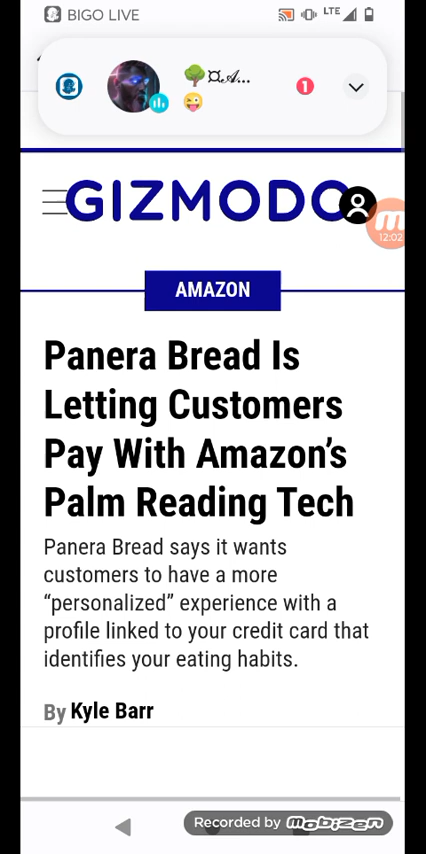 BIGO LIVE
LTE
🌳¤𝒜...
😜
1
GIZMODO
12:02
AMAZON
Panera Bread Is
Letting Customers
Pay With Amazon’s
Palm Reading Tech
Panera Bread says it wants
customers to have a more
“personalized” experience with a
profile linked to your credit card that
identifies your eating habits.
By Kyle Barr
Recorded by mobizen